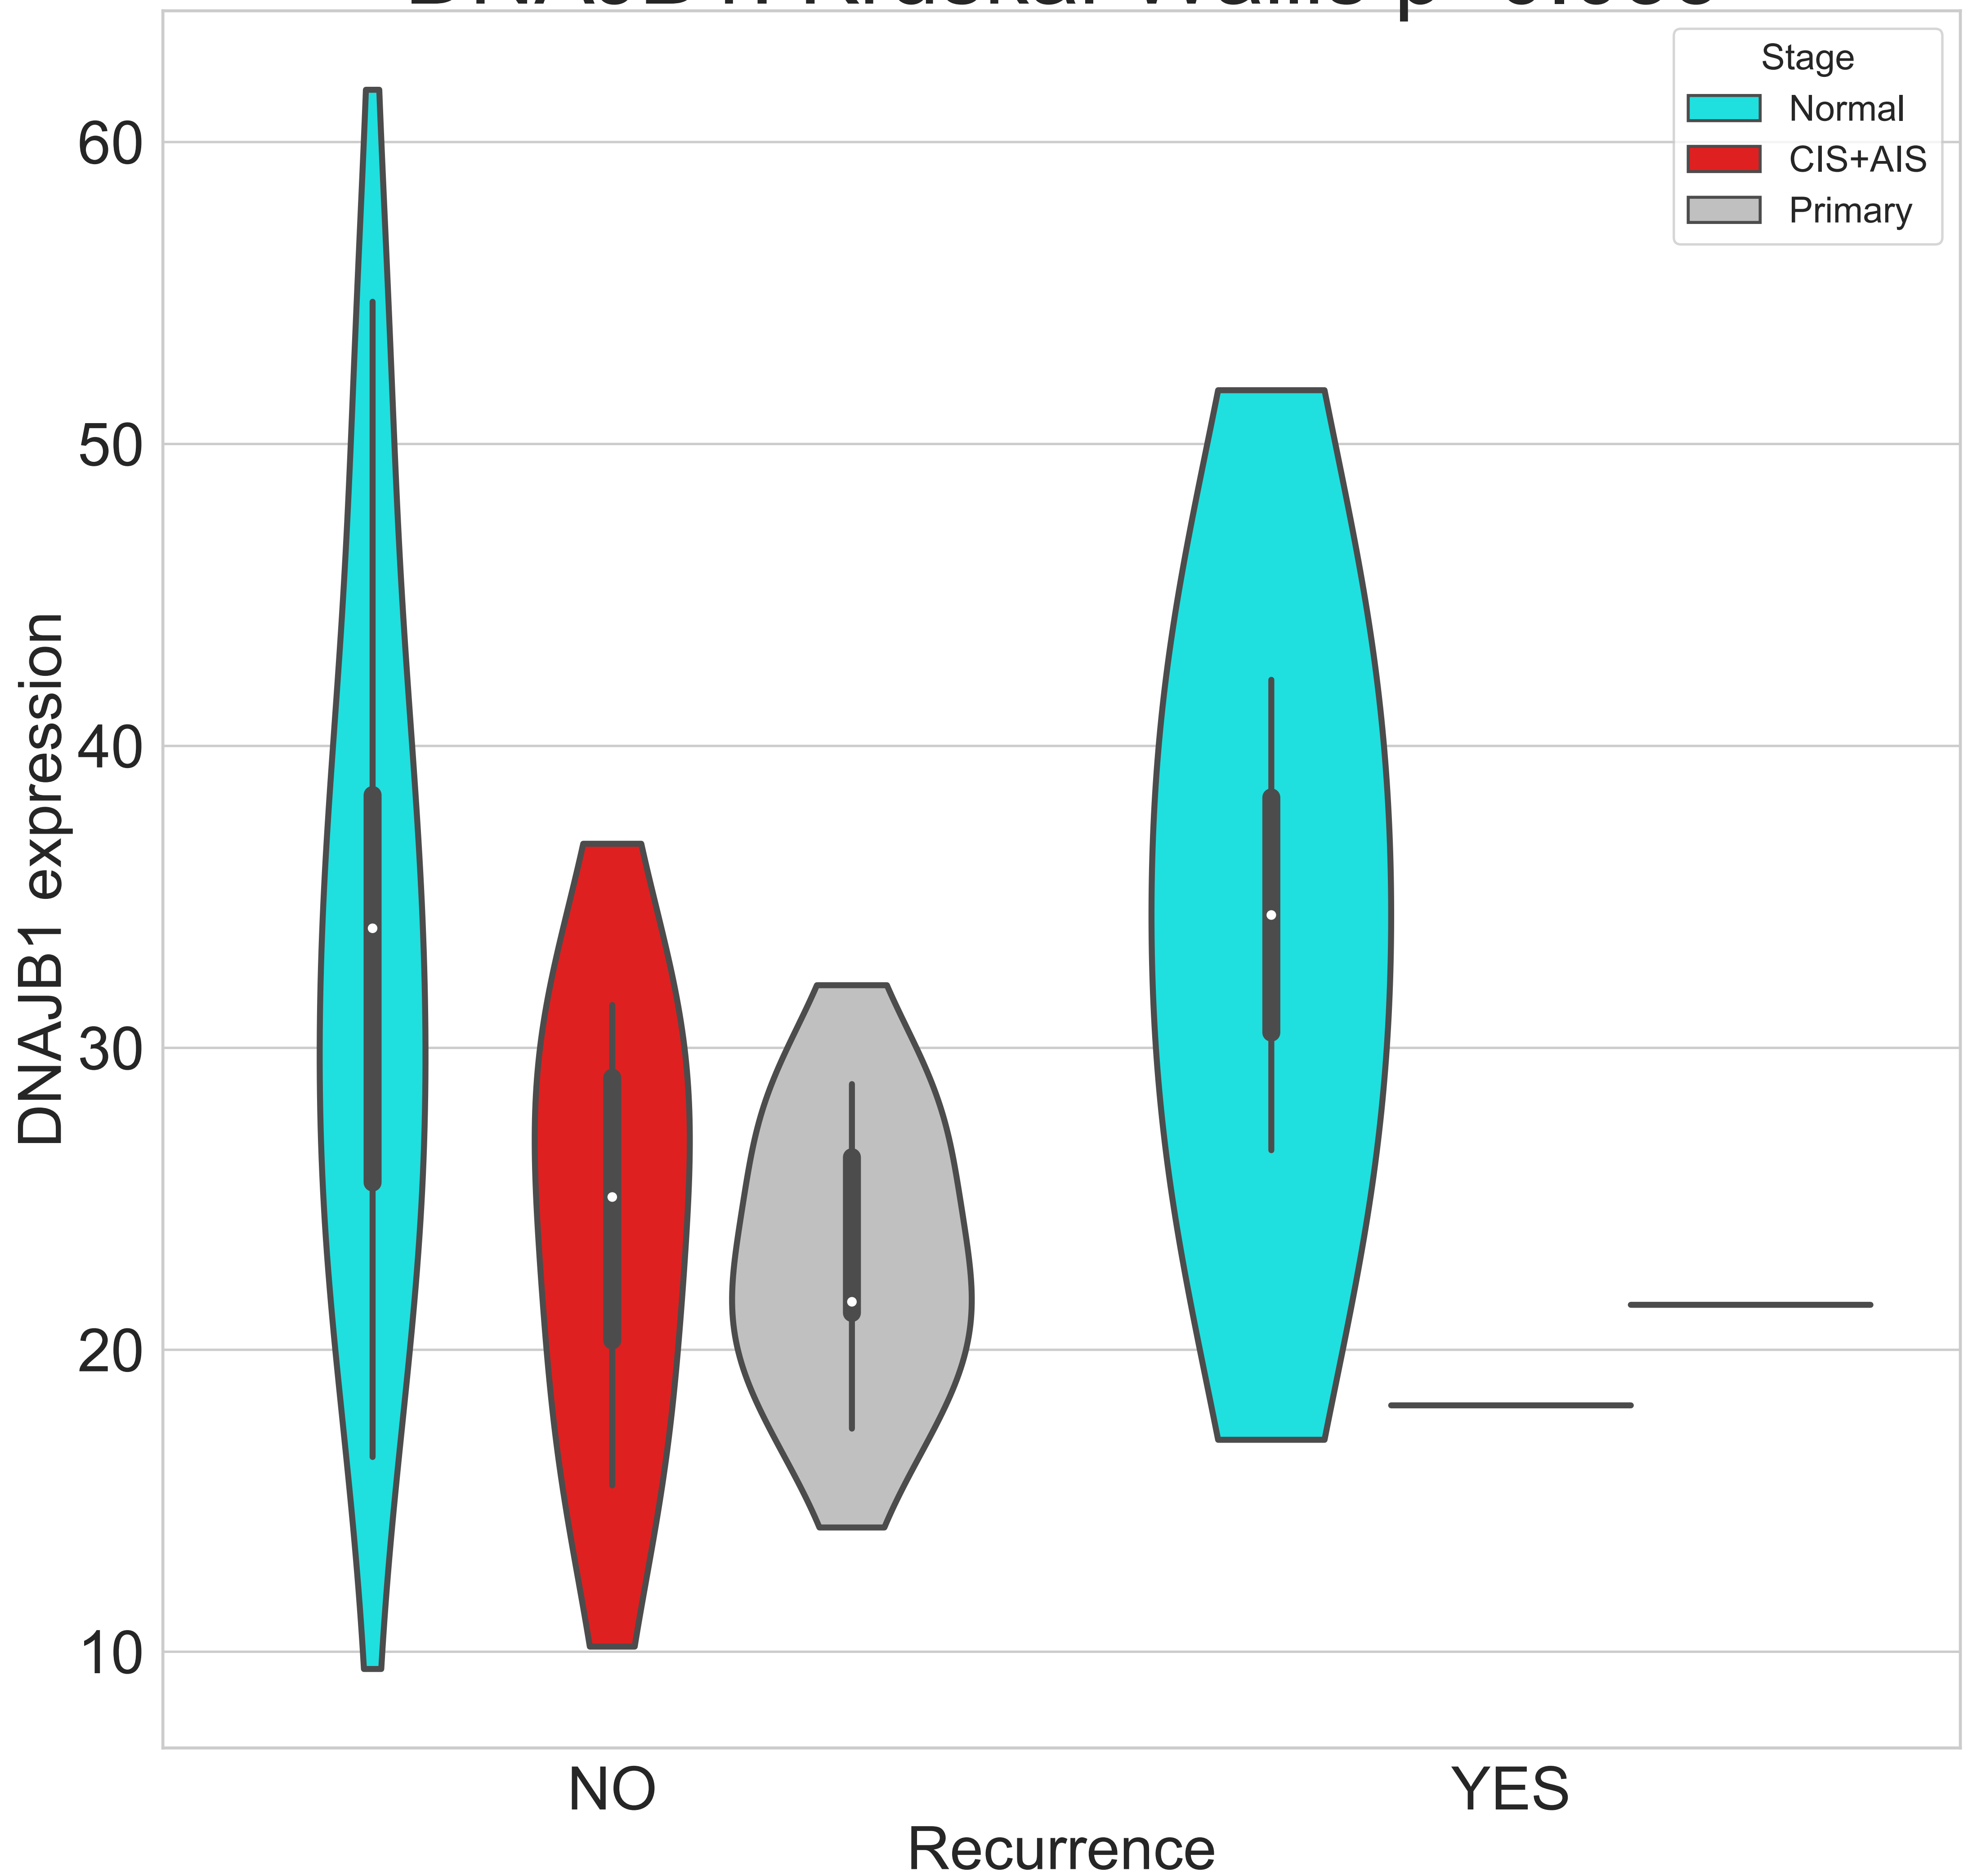 Stage
Normal
CIS+AIS
Primary
60
50
40
30
20
10
DNAJB1 expression
NO
YES
Recurrence